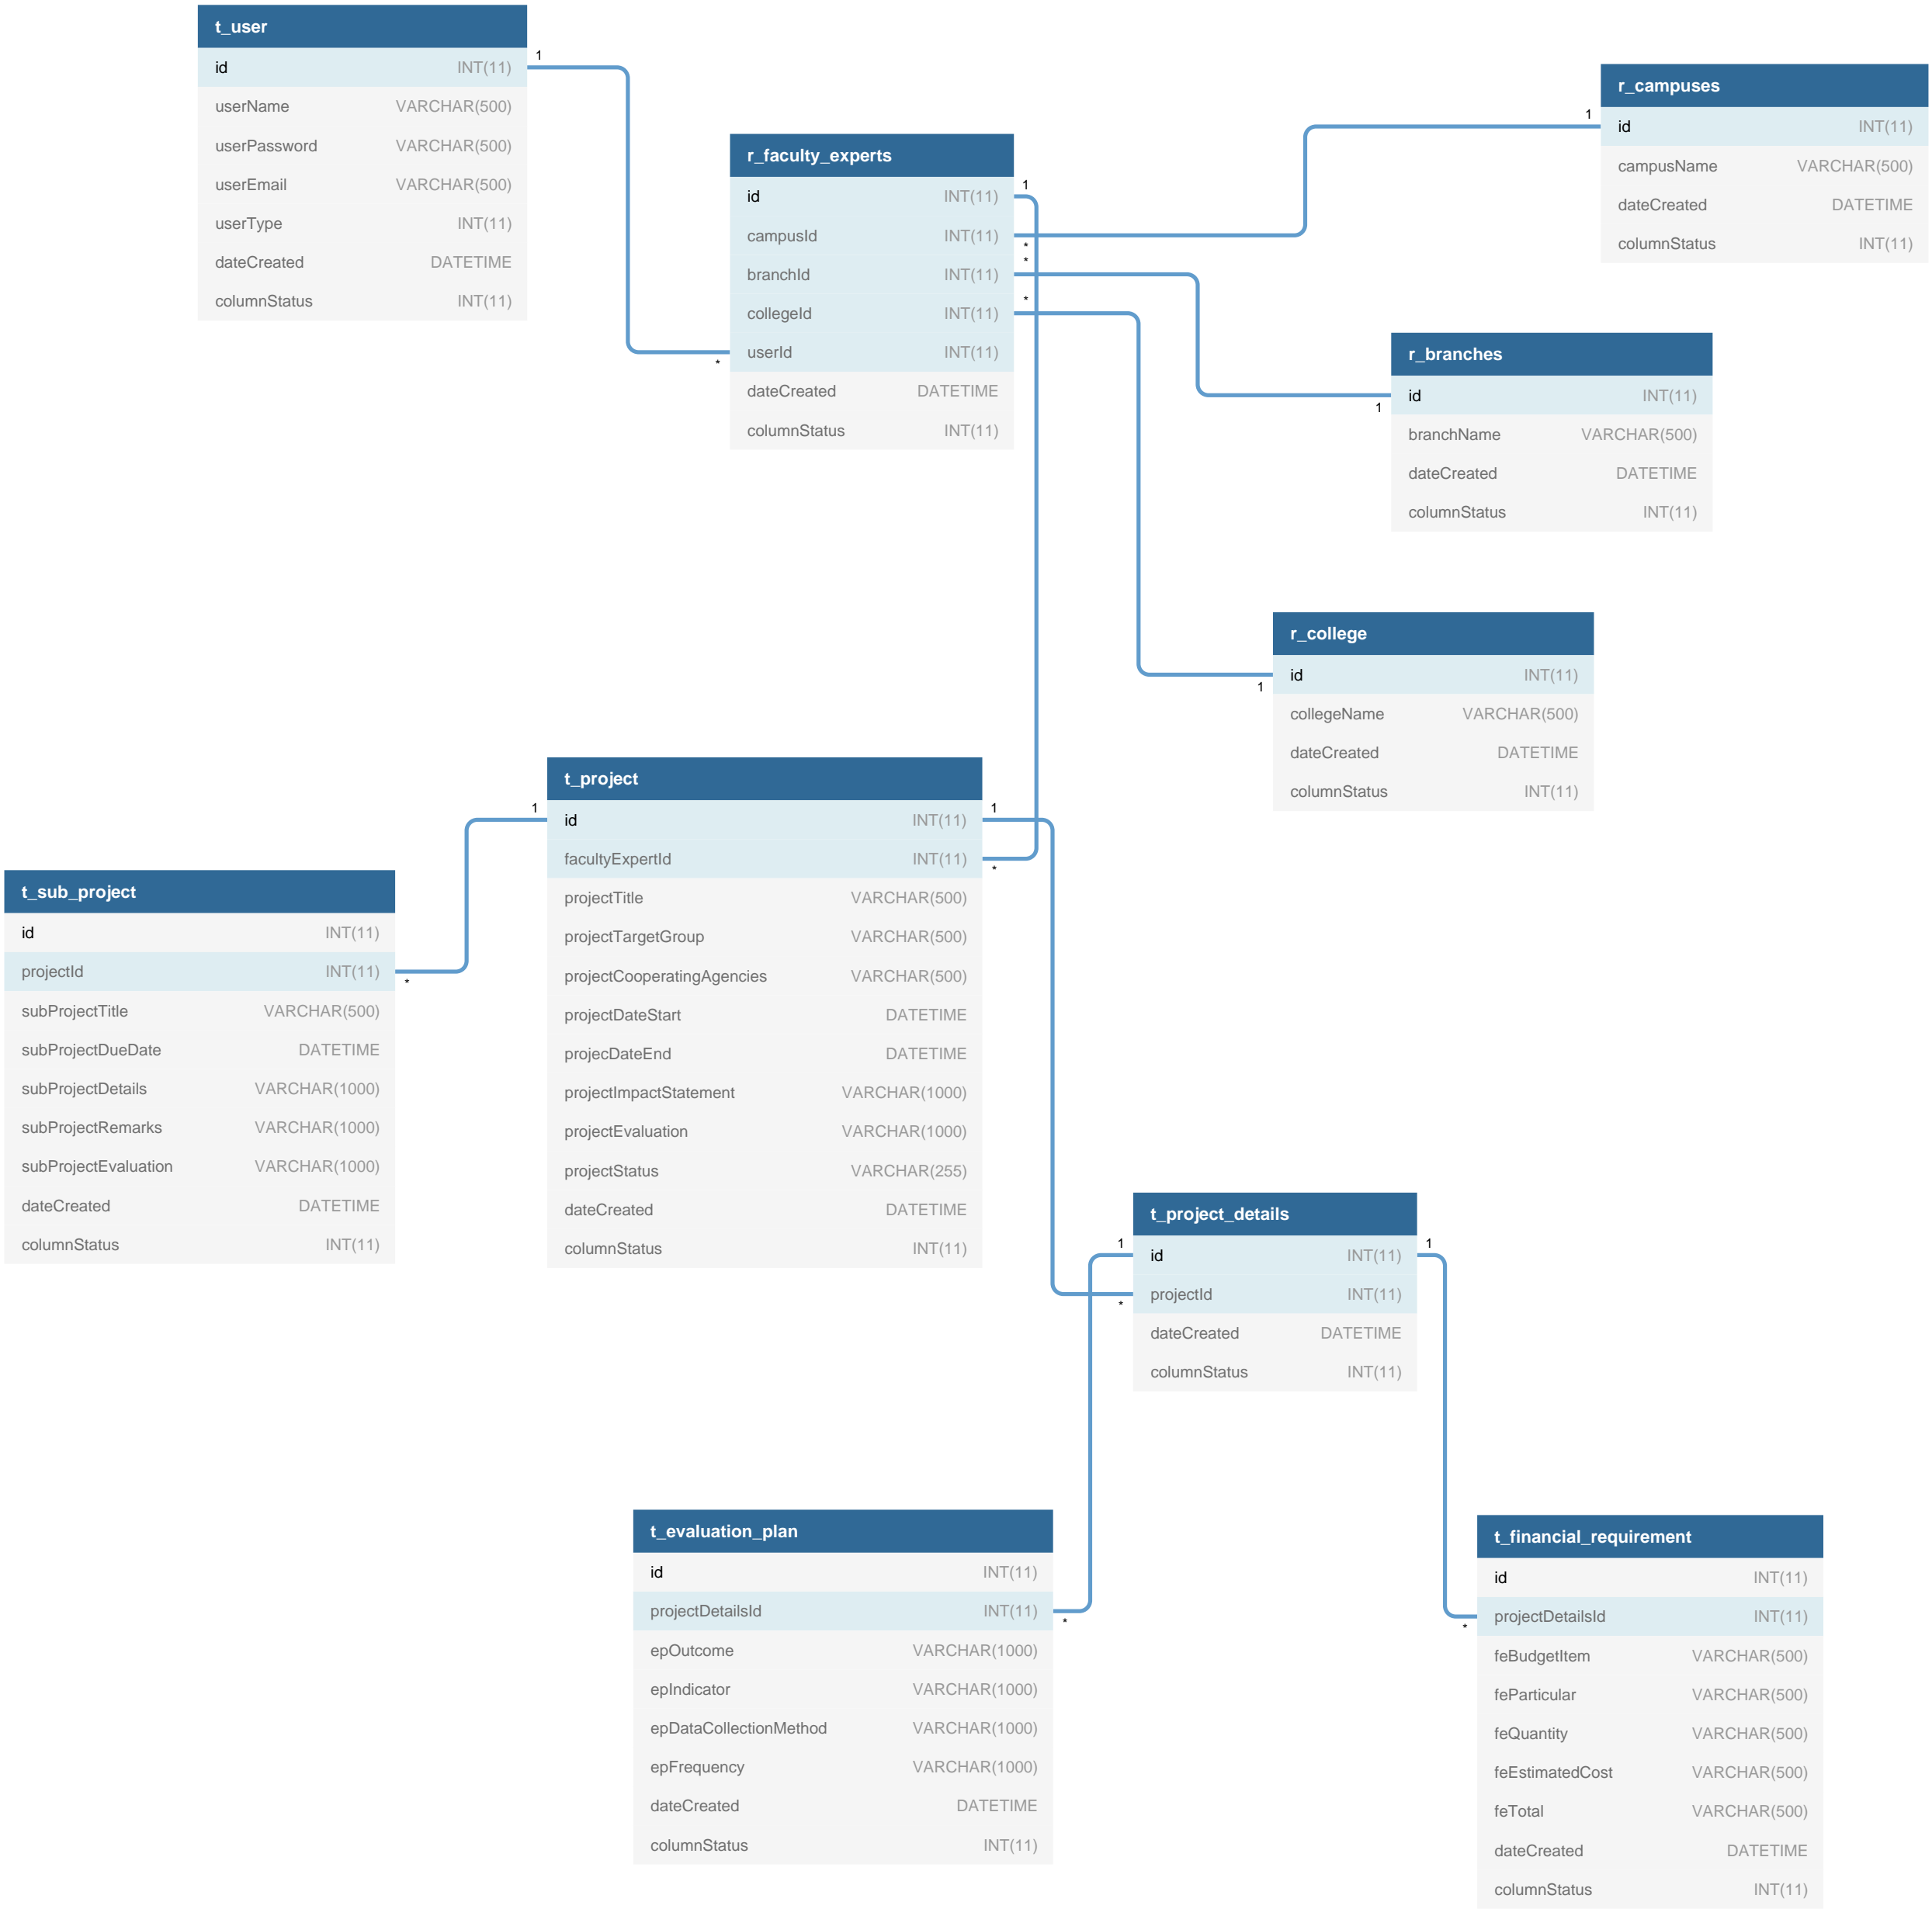 t_user
1
id INT(11)
userName VARCHAR(500)
userPassword VARCHAR(500)
userEmail VARCHAR(500)
userType INT(11)
dateCreated DATETIME
columnStatus INT(11)
r_faculty_experts
1
id INT(11)
campusId INT(11)
*
*
branchId INT(11)
*
collegeId INT(11)
userId INT(11)
*
dateCreated DATETIME
columnStatus INT(11)
r_campuses
1
id INT(11)
campusName VARCHAR(500)
dateCreated DATETIME
columnStatus INT(11)
r_branches
id INT(11)
1
branchName VARCHAR(500)
dateCreated DATETIME
columnStatus INT(11)
r_college
id INT(11)
1
collegeName VARCHAR(500)
dateCreated DATETIME
columnStatus INT(11)
t_project
1 1
id INT(11)
facultyExpertId INT(11)
*
projectTitle VARCHAR(500)
projectTargetGroup VARCHAR(500)
projectCooperatingAgencies VARCHAR(500)
projectDateStart DATETIME
projecDateEnd DATETIME
projectImpactStatement VARCHAR(1000)
projectEvaluation VARCHAR(1000)
projectStatus VARCHAR(255)
dateCreated DATETIME
columnStatus INT(11)
t_sub_project
id INT(11)
projectId INT(11)
*
subProjectTitle VARCHAR(500)
subProjectDueDate DATETIME
subProjectDetails VARCHAR(1000)
subProjectRemarks VARCHAR(1000)
subProjectEvaluation VARCHAR(1000)
dateCreated DATETIME
columnStatus INT(11)
t_project_details
1 1
id INT(11)
projectId INT(11)
*
dateCreated DATETIME
columnStatus INT(11)
t_evaluation_plan
id INT(11)
projectDetailsId INT(11)
*
epOutcome VARCHAR(1000)
epIndicator VARCHAR(1000)
epDataCollectionMethod VARCHAR(1000)
epFrequency VARCHAR(1000)
dateCreated DATETIME
columnStatus INT(11)
t_financial_requirement
id INT(11)
projectDetailsId INT(11)
*
feBudgetItem VARCHAR(500)
feParticular VARCHAR(500)
feQuantity VARCHAR(500)
feEstimatedCost VARCHAR(500)
feTotal VARCHAR(500)
dateCreated DATETIME
columnStatus INT(11)